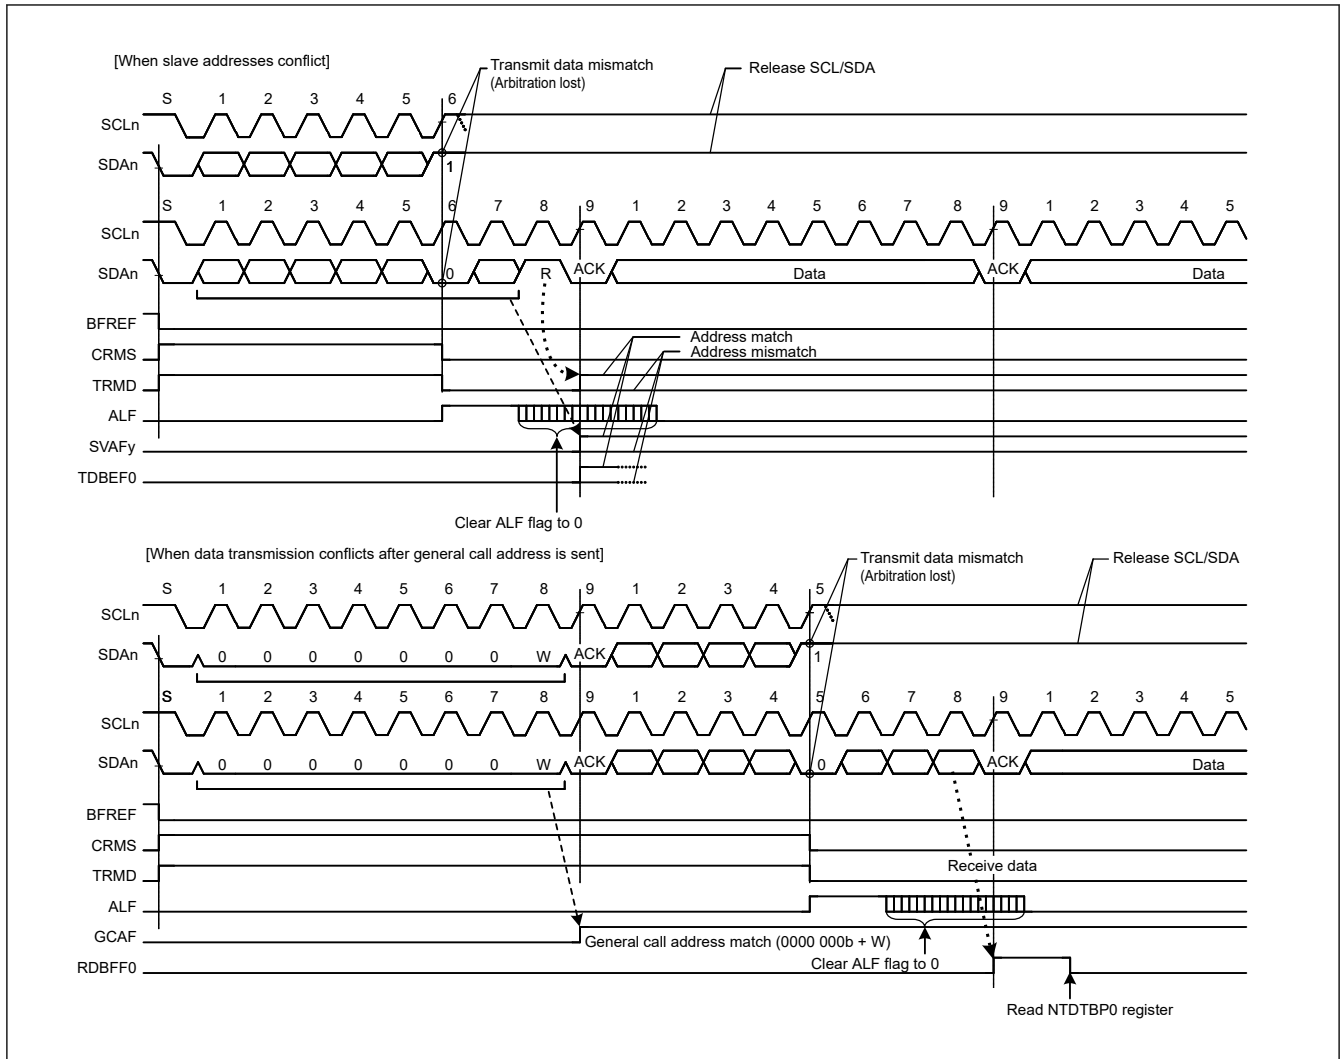 [When slave addresses conflict]
Transmit data mismatch
(Arbitration lost)
Release SCL/SDA
S 1 2 3 4 5 6
SCLn
SDAn
1
S 1 2 3 4 5 6 7 8 9 1 2 3 4 5 6 7 8 9 1 2 3 4 5
SCLn
SDAn 0 R ACK Data ACK Data
BFREF
CRMS
Address match
Address mismatch
TRMD
ALF
SVAFy
TDBEF0
Clear ALF flag to 0
[When data transmission conflicts after general call address is sent]
Transmit data mismatch
(Arbitration lost)
Release SCL/SDA
S 1 2 3 4 5 6 7 8 9 1 2 3 4 5
SCLn
SDAn 0 0 0 0 0 0 0 W ACK 1
S 1 2 3 4 5 6 7 8 9 1 2 3 4 5 6 7 8 9 1 2 3 4 5
SCLn
SDAn 0 0 0 0 0 0 0 W ACK 0 ACK Data
BFREF
CRMS
Receive data
TRMD
ALF
GCAF
General call address match (0000 000b + W)
Clear ALF flag to 0
RDBFF0
Read NTDTBP0 register